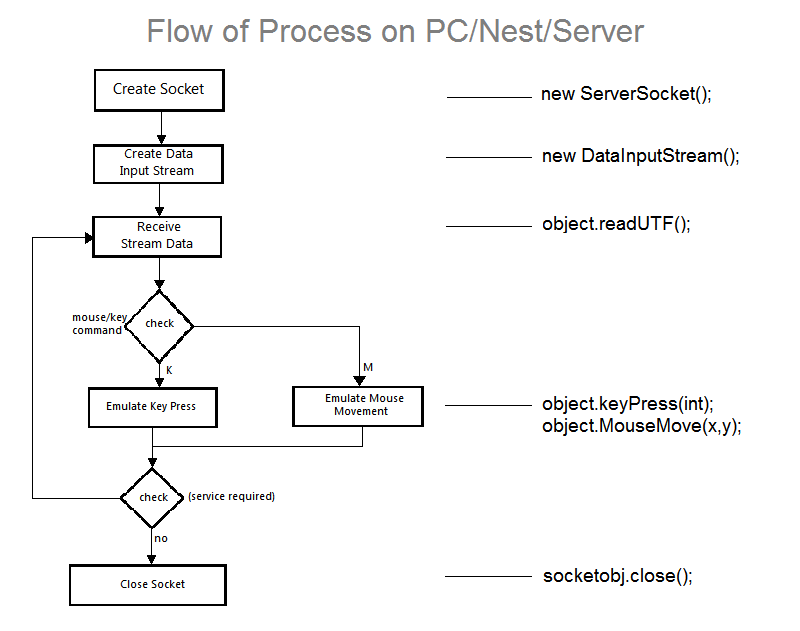 Flow of Process on PC/Nest/Server
Create Socket
new ServerSocket();
Create Data
Input Stream
new DataInputStream();
Receive
Stream Data
object.readUTF();
mouse/key
command
check
K
M
Emulate Key Press
Emulate Mouse
Movement
object.keyPress(int);
object.MouseMove(x,y);
check
(service required)
no
Close Socket
socketobj.close();